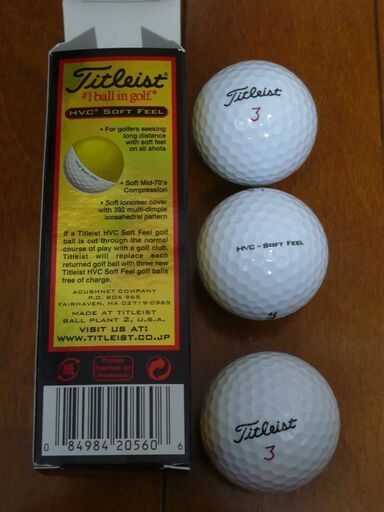 Titleist
#1 ball in golf.
HVC® SOFT FEEL
• For golfers seeking
long distance
with soft feel
on all shots
• Soft Mid-70's
Compression
• Soft Ionomer cover
with 392 multi-dimple
icosahedral pattern
If a Titleist HVC Soft Feel golf
ball is cut through the normal
course of play with a golf club,
Titleist will replace each
returned golf ball with three new
Titleist HVC Soft Feel golf balls
free of charge.
ACUSHNET COMPANY
P.O. BOX 965
FAIRHAVEN, MA 02719-0965
MADE AT TITLEIST
BALL PLANT 2, U.S.A.
VISIT US AT:
WWW.TITLEIST.CO.JP
紙
PLEASE
DISPOSE OF
PROPERLY
0 84984 20560 6
Titleist
3
HVC - SOFT FEEL
Titleist
3